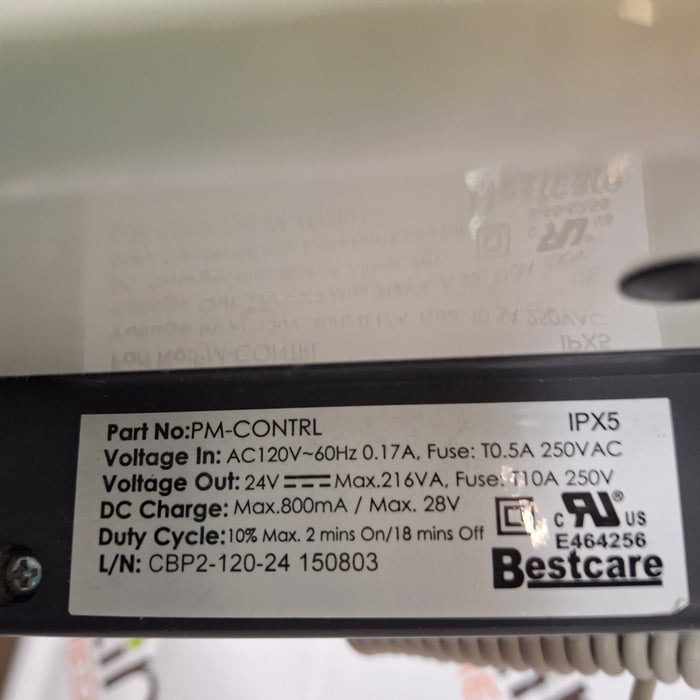 Part No:PM-CONTRL IPX5
Voltage In: AC120V~60Hz 0.17A, Fuse: T0.5A 250VAC
Voltage Out: 24V Max.216VA, Fuse: T10A 250V
DC Charge: Max.800mA / Max. 28V
Duty Cycle:10% Max. 2 mins On/18 mins Off
c RU® US
E464256
L/N: CBP2-120-24 150803
Bestcare